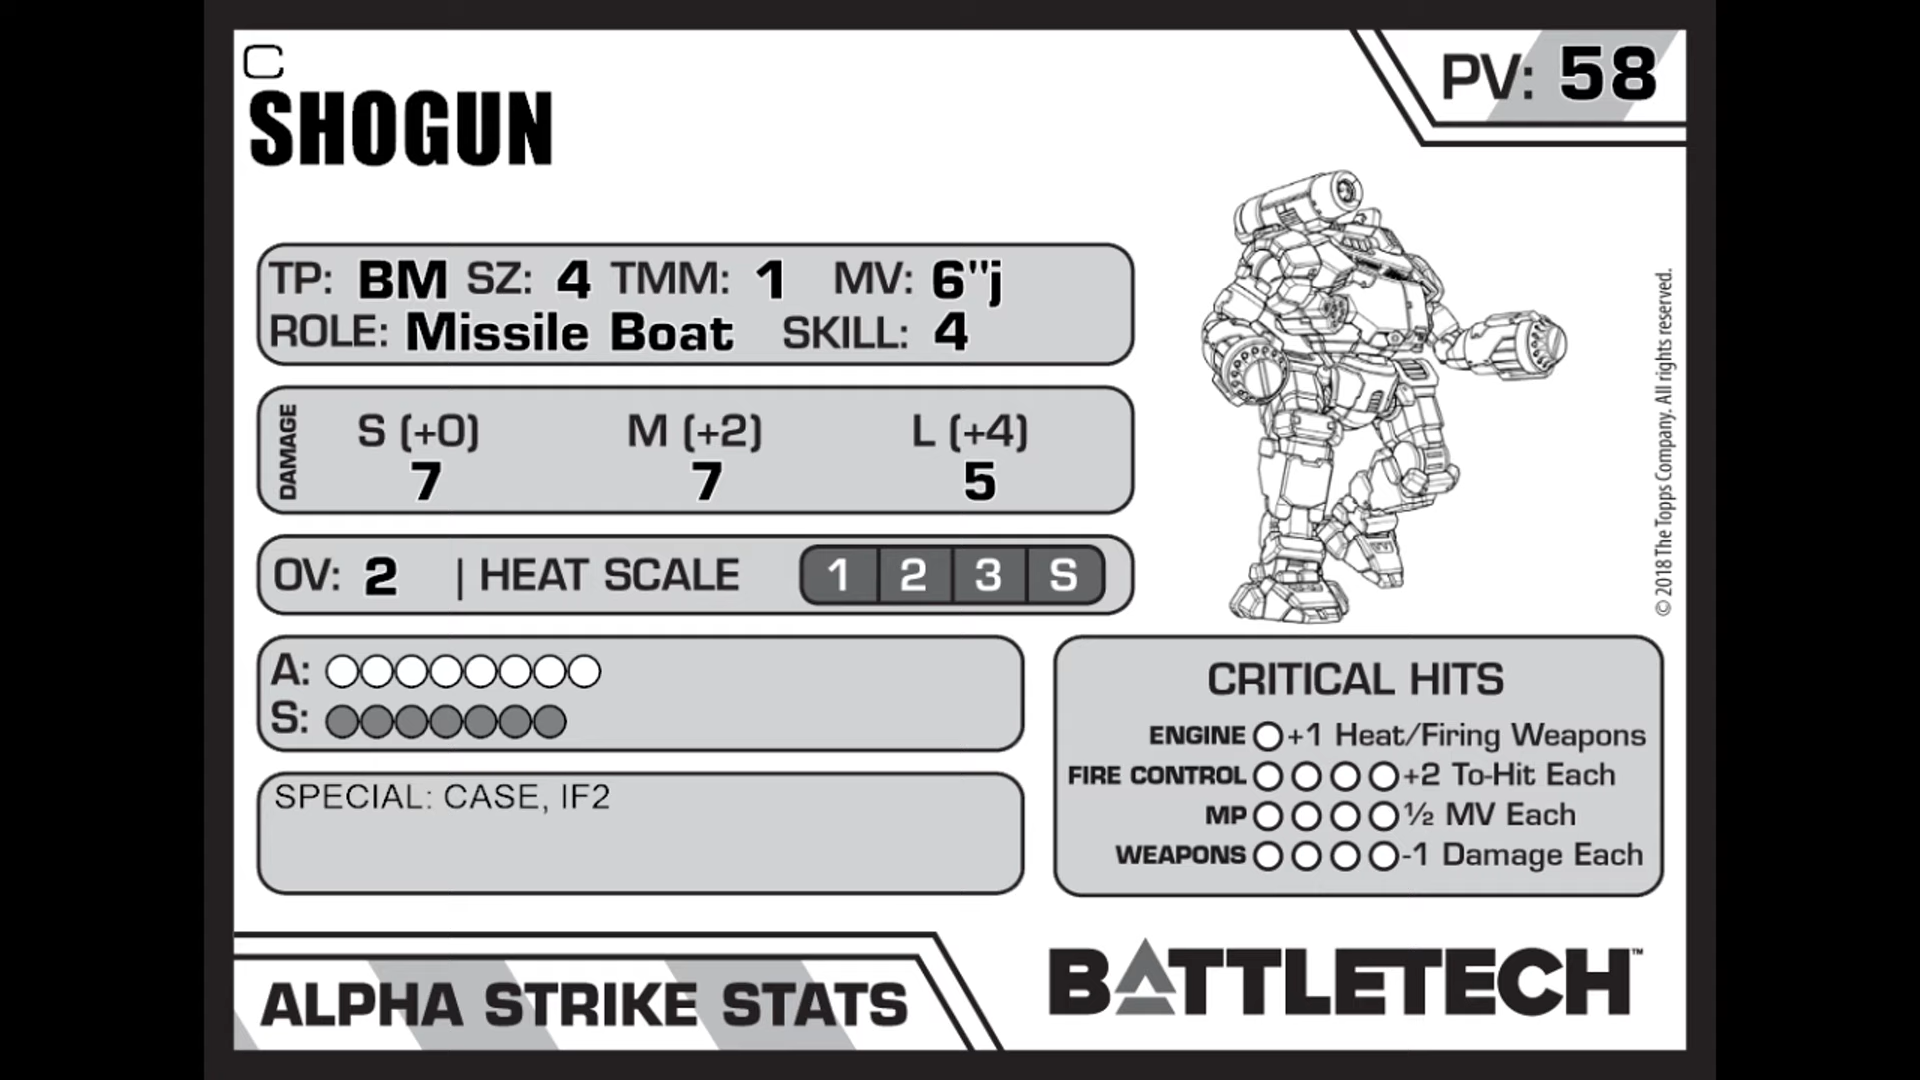 C
SHOGUN
PV: 58
TP: BM SZ: 4 TMM: 1 MV: 6"j
ROLE: Missile Boat SKILL: 4
DAMAGE
S (+0) M (+2) L (+4)
7 7 5
OV: 2 | HEAT SCALE 1 2 3 S
A:
S:
SPECIAL: CASE, IF2
© 2018 The Topps Company. All rights reserved.
CRITICAL HITS
ENGINE +1 Heat/Firing Weapons
FIRE CONTROL +2 To-Hit Each
MP ½ MV Each
WEAPONS -1 Damage Each
ALPHA STRIKE STATS
BATTLETECH™